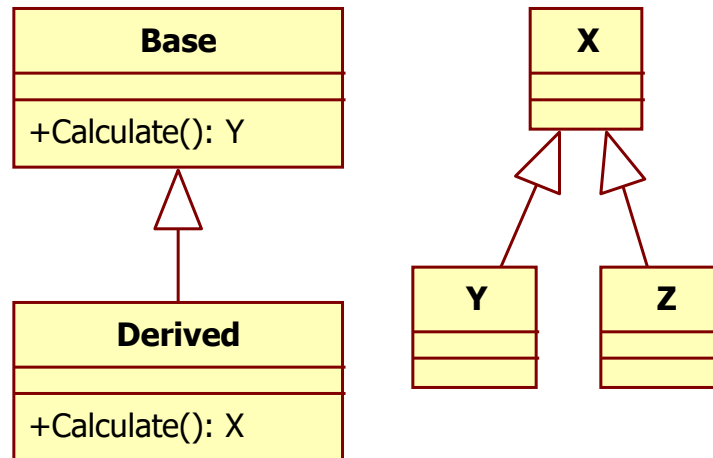 Base
+Calculate(): Y
Derived
+Calculate(): X
X
Y
Z